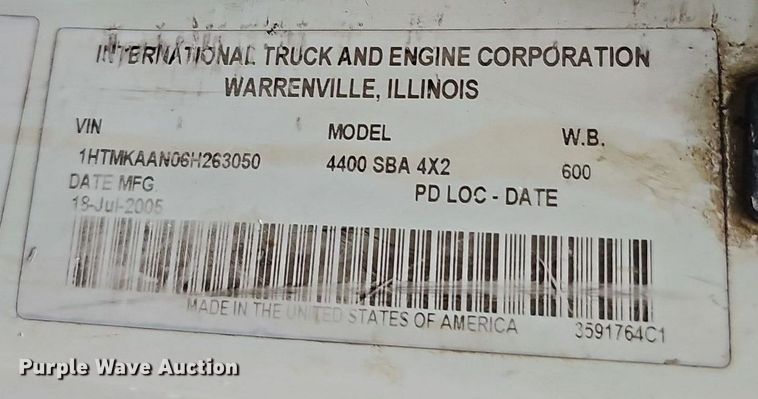 INTERNATIONAL TRUCK AND ENGINE CORPORATION
WARRENVILLE, ILLINOIS
VIN MODEL W.B.
1HTMKAAN06H263050 4400 SBA 4X2 600
DATE MFG PD LOC - DATE
18-Jul-2005
MADE IN THE UNITED STATES OF AMERICA 3591764C1
Purple Wave Auction